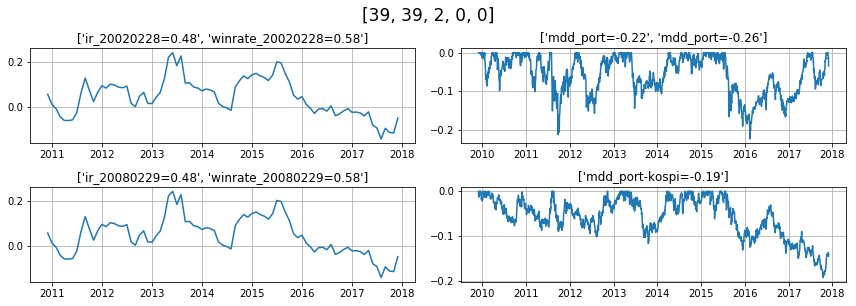 [39, 39, 2, 0, 0]
['ir_20020228=0.48', 'winrate_20020228=0.58']
0.2
0.0
2011 2012 2013 2014 2015 2016 2017 2018
['mdd_port=-0.22', 'mdd_port=-0.26']
0.0
−0.1
−0.2
2010 2011 2012 2013 2014 2015 2016 2017 2018
['ir_20080229=0.48', 'winrate_20080229=0.58']
0.2
0.0
2011 2012 2013 2014 2015 2016 2017 2018
['mdd_port-kospi=-0.19']
0.0
−0.1
−0.2
2010 2011 2012 2013 2014 2015 2016 2017 2018